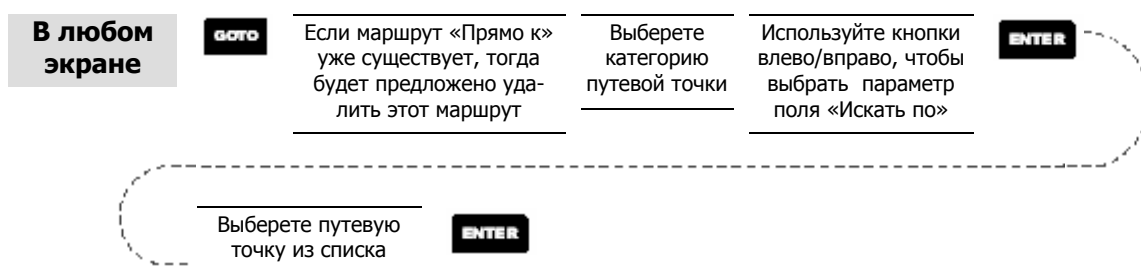 В любом
экране
GOTO
Если маршрут «Прямо к»
уже существует, тогда
будет предложено уда-
лить этот маршрут
Выберете
категорию
путевой точки
Используйте кнопки
влево/вправо, чтобы
выбрать параметр
поля «Искать по»
ENTER
Выберете путевую
точку из списка
ENTER